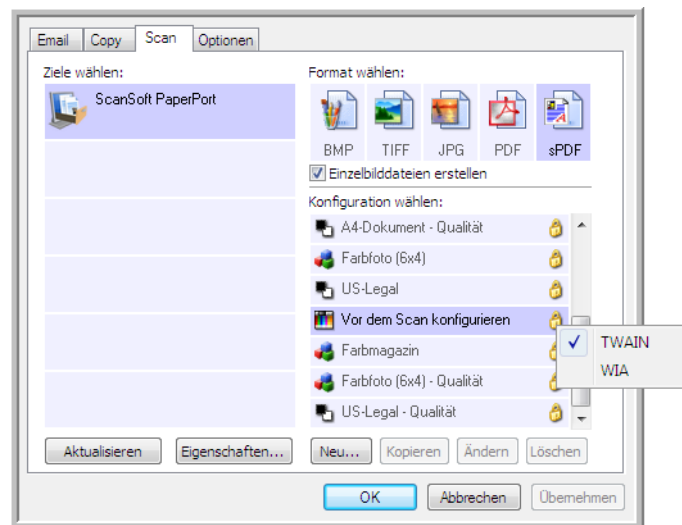 Email Copy Scan Optionen
Ziele wählen:
ScanSoft PaperPort
Format wählen:
BMP TIFF JPG PDF sPDF
Einzelbilddateien erstellen
Konfiguration wählen:
A4-Dokument - Qualität
Farbfoto (6x4)
US-Legal
Vor dem Scan konfigurieren
Farbmagazin
Farbfoto (6x4) - Qualität
US-Legal - Qualität
TWAIN
WIA
Aktualisieren Eigenschaften... Neu... Kopieren Ändern Löschen
OK Abbrechen Übernehmen